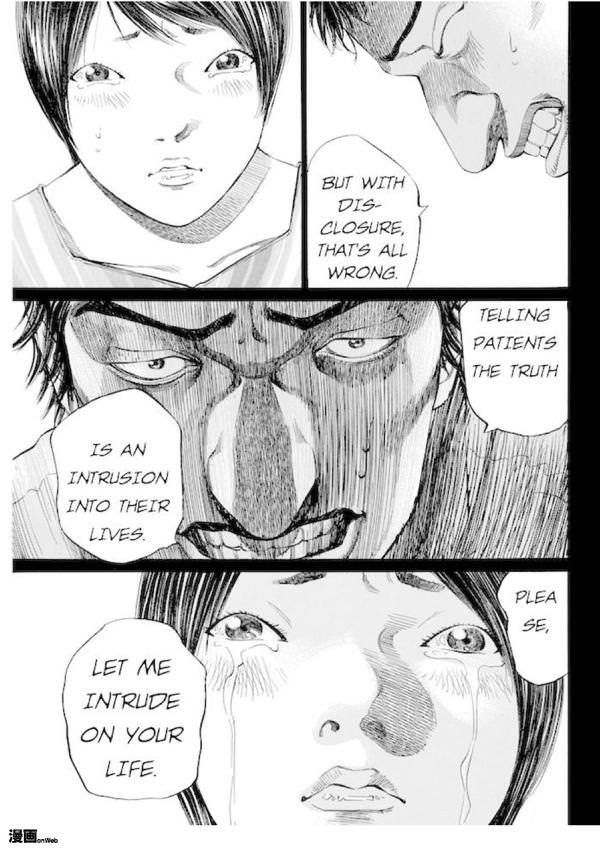 BUT WITH
DIS-
CLOSURE,
THAT'S ALL
WRONG.
TELLING
PATIENTS
THE TRUTH
IS AN
INTRUSION
INTO THEIR
LIVES.
PLEA
SE,
LET ME
INTRUDE
ON YOUR
LIFE.
漫画onWeb